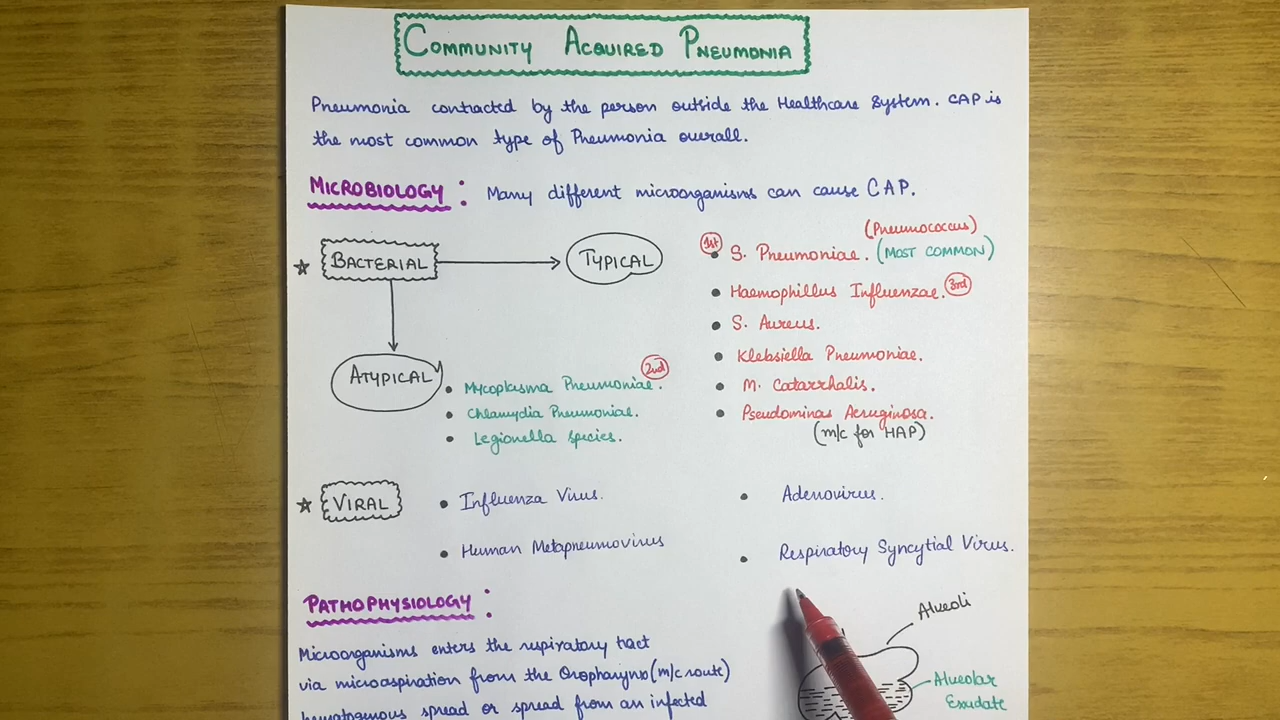 COMMUNITY ACQUIRED PNEUMONIA
Pneumonia contracted by the person outside the Healthcare System. CAP is
the most common type of Pneumonia overall.
MICROBIOLOGY : Many different microorganisms can cause CAP.
★ BACTERIAL
TYPICAL
(Pneumococcus)
1st
• S. Pneumoniae. (MOST COMMON)
• Haemophillus Influenzae. 3rd
• S. Aureus.
• Klebsiella Pneumoniae.
• M. Catarrhalis.
• Pseudominas Aeruginosa.
(m/c for HAP)
ATYPICAL
• Mycoplasma Pneumoniae. 2nd
• Chlamydia Pneumoniae.
• Legionella species.
★ VIRAL
• Influenza Virus.
• Adenovirus.
• Human Metapneumovirus
• Respiratory Syncytial Virus.
PATHOPHYSIOLOGY :
Microorganisms enters the respiratory tract
via microaspiration from the Oropharynx (m/c route)
hematogenous spread or spread from an infected
Alveoli
Alveolar
Exudate